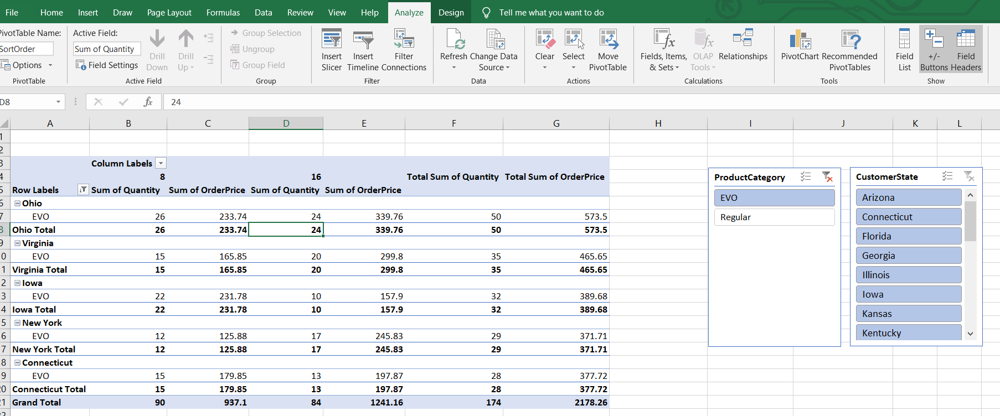 File Home Insert Draw Page Layout Formulas Data Review View Help Analyze Design Tell me what you want to do
PivotTable Name:
SortOrder
Options
PivotTable
Active Field:
Sum of Quantity
Field Settings
Drill Down
Drill Up
Active Field
Group Selection
Ungroup
Group Field
Group
Insert Slicer
Insert Timeline
Filter Connections
Filter
Refresh
Change Data Source
Data
Clear
Select
Move PivotTable
Actions
Fields, Items, & Sets
OLAP Tools
Relationships
Calculations
PivotChart
Recommended PivotTables
Tools
Field List
+/- Buttons
Field Headers
Show
D8 fx 24
A B C D E F G H I J K L
1
2
3 Column Labels
4 8 16 Total Sum of Quantity Total Sum of OrderPrice
5 Row Labels Sum of Quantity Sum of OrderPrice Sum of Quantity Sum of OrderPrice
6 Ohio
7 EVO 26 233.74 24 339.76 50 573.5
8 Ohio Total 26 233.74 24 339.76 50 573.5
9 Virginia
0 EVO 15 165.85 20 299.8 35 465.65
1 Virginia Total 15 165.85 20 299.8 35 465.65
2 Iowa
3 EVO 22 231.78 10 157.9 32 389.68
4 Iowa Total 22 231.78 10 157.9 32 389.68
5 New York
6 EVO 12 125.88 17 245.83 29 371.71
7 New York Total 12 125.88 17 245.83 29 371.71
8 Connecticut
9 EVO 15 179.85 13 197.87 28 377.72
20 Connecticut Total 15 179.85 13 197.87 28 377.72
21 Grand Total 90 937.1 84 1241.16 174 2178.26
22
ProductCategory
EVO
Regular
CustomerState
Arizona
Connecticut
Florida
Georgia
Illinois
Iowa
Kansas
Kentucky